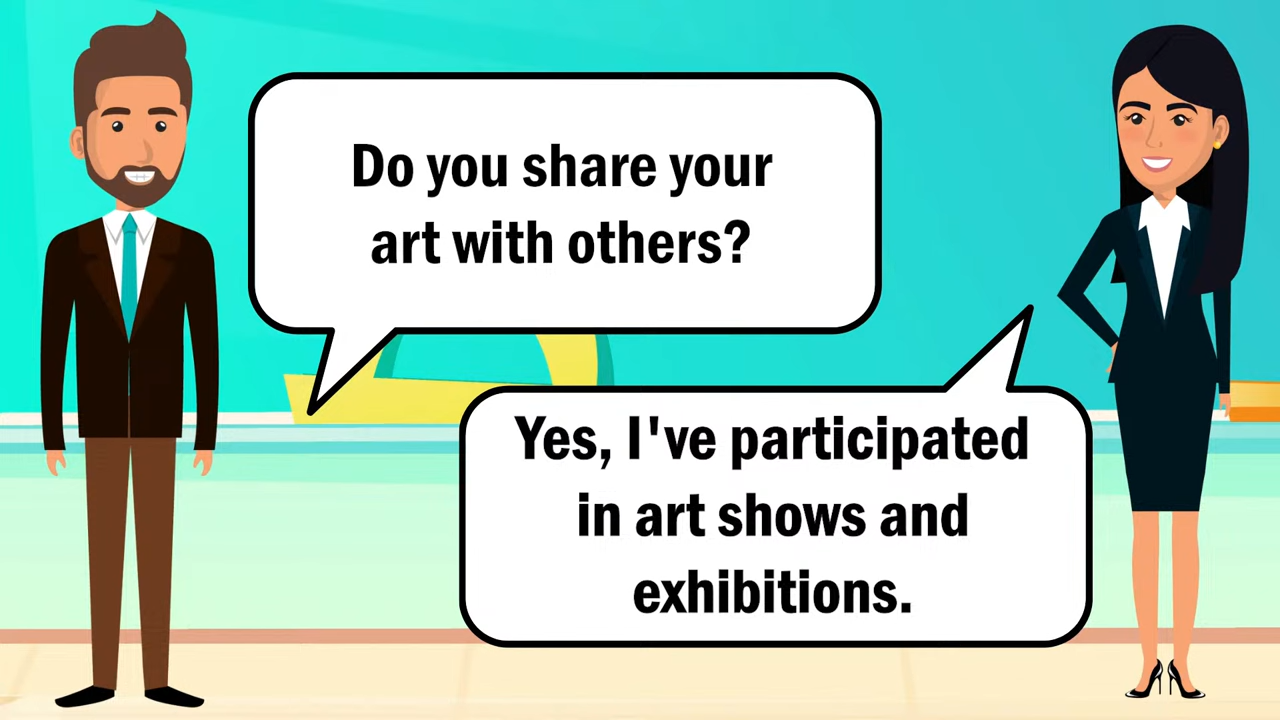 Do you share your
art with others?
Yes, I've participated
in art shows and
exhibitions.